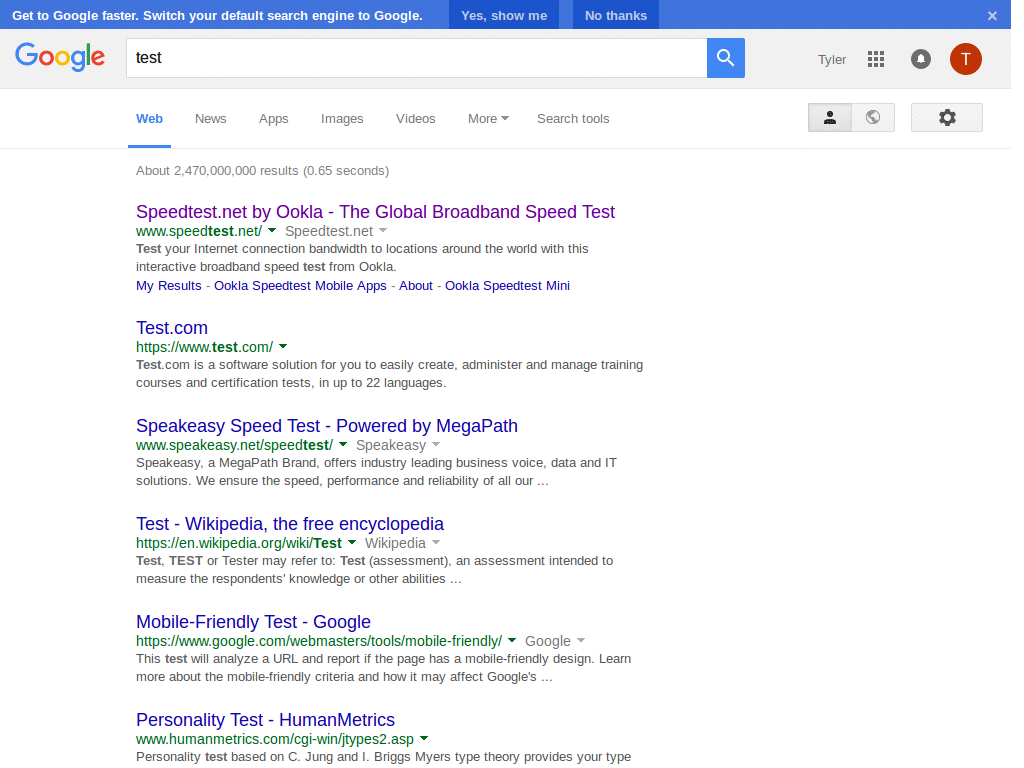 Get to Google faster. Switch your default search engine to Google. Yes, show me No thanks ×
Google test Tyler T
Web News Apps Images Videos More Search tools
About 2,470,000,000 results (0.65 seconds)
Speedtest.net by Ookla - The Global Broadband Speed Test
www.speedtest.net/ Speedtest.net
Test your Internet connection bandwidth to locations around the world with this
interactive broadband speed test from Ookla.
My Results - Ookla Speedtest Mobile Apps - About - Ookla Speedtest Mini
Test.com
https://www.test.com/
Test.com is a software solution for you to easily create, administer and manage training
courses and certification tests, in up to 22 languages.
Speakeasy Speed Test - Powered by MegaPath
www.speakeasy.net/speedtest/ Speakeasy
Speakeasy, a MegaPath Brand, offers industry leading business voice, data and IT
solutions. We ensure the speed, performance and reliability of all our ...
Test - Wikipedia, the free encyclopedia
https://en.wikipedia.org/wiki/Test Wikipedia
Test, TEST or Tester may refer to: Test (assessment), an assessment intended to
measure the respondents' knowledge or other abilities ...
Mobile-Friendly Test - Google
https://www.google.com/webmasters/tools/mobile-friendly/ Google
This test will analyze a URL and report if the page has a mobile-friendly design. Learn
more about the mobile-friendly criteria and how it may affect Google's ...
Personality Test - HumanMetrics
www.humanmetrics.com/cgi-win/jtypes2.asp
Personality test based on C. Jung and I. Briggs Myers type theory provides your type